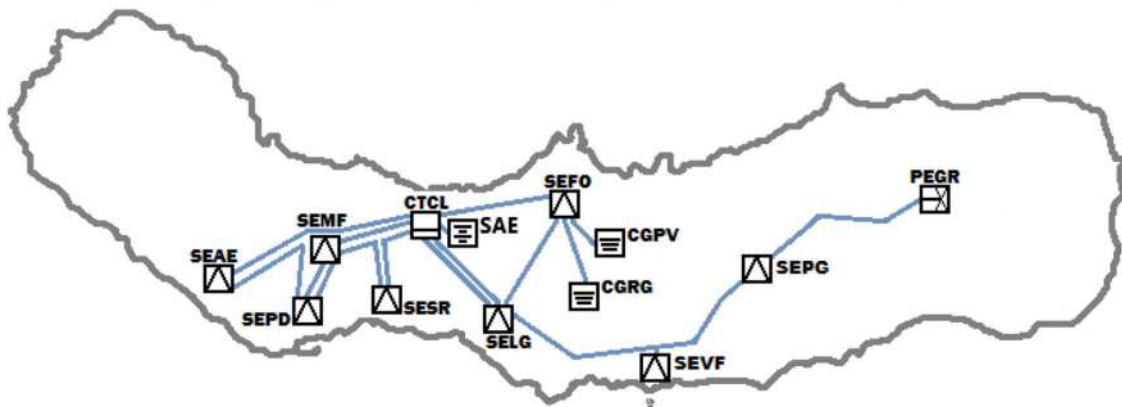 PEGR
SEFO
CTCL
SEMF
SAE
CGPV
SEAE
SEPG
CGRG
SEPD
SESR
SELG
SEVF